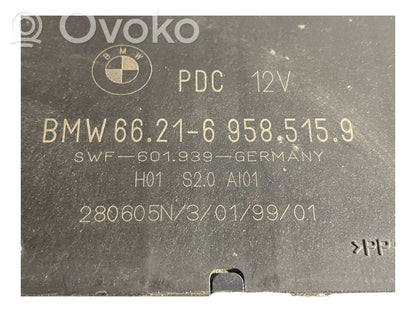 Ovoko
BMW
PDC 12V
BMW 66.21-6 958.515.9
SWF-601.939-GERMANY
H01 S2.0 AI01
280605N/3/01/99/01